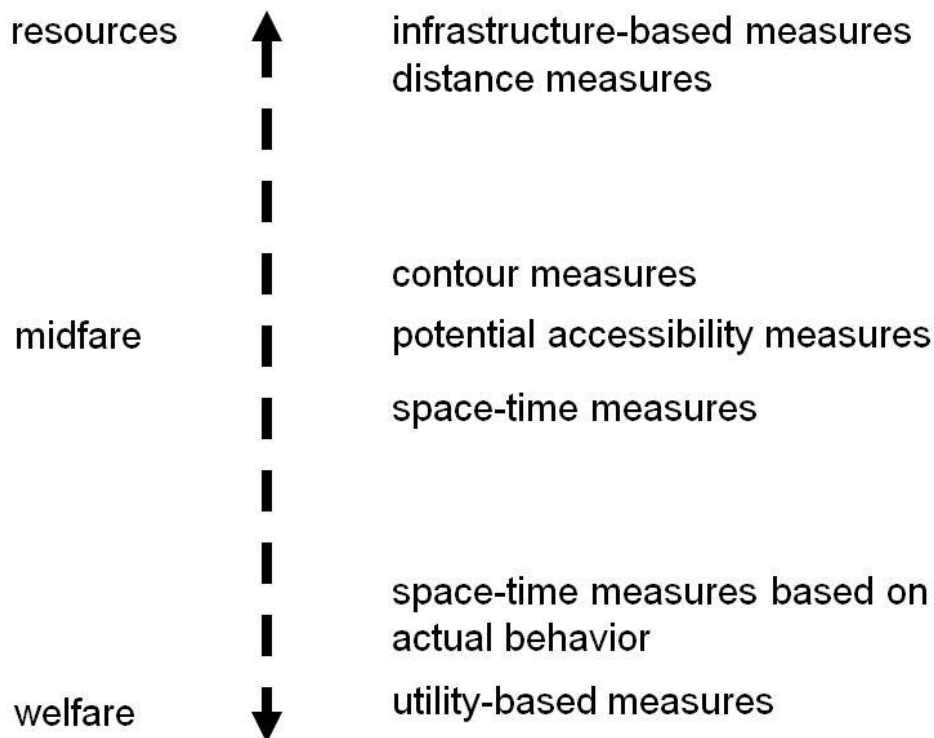 resources infrastructure-based measures
distance measures
contour measures
midfare potential accessibility measures
space-time measures
space-time measures based on
actual behavior
welfare utility-based measures